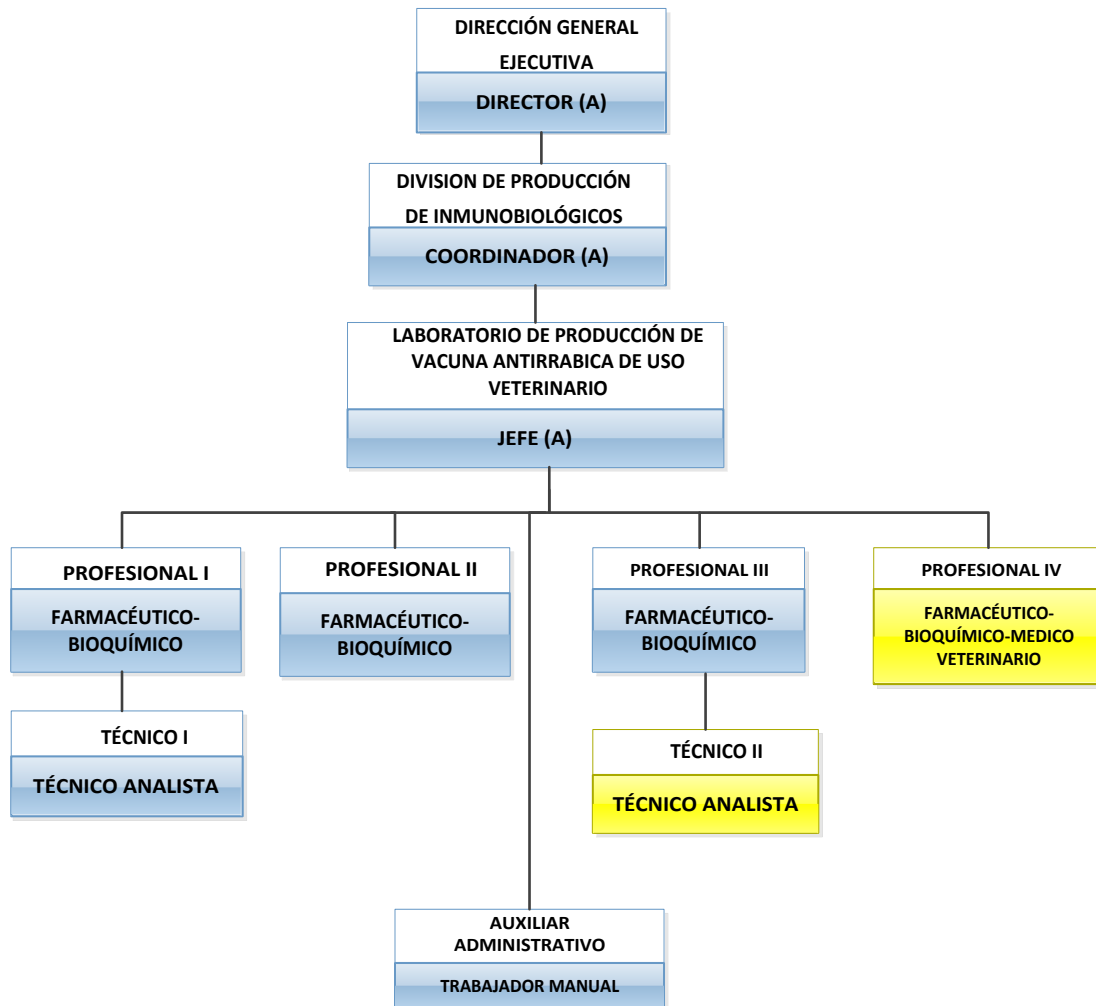 DIRECCIÓN GENERAL
EJECUTIVA
DIRECTOR (A)
DIVISION DE PRODUCCIÓN
DE INMUNOBIOLÓGICOS
COORDINADOR (A)
LABORATORIO DE PRODUCCIÓN DE
VACUNA ANTIRRABICA DE USO
VETERINARIO
JEFE (A)
PROFESIONAL I
FARMACÉUTICO-
BIOQUÍMICO
PROFESIONAL II
FARMACÉUTICO-
BIOQUÍMICO
PROFESIONAL III
FARMACÉUTICO-
BIOQUÍMICO
PROFESIONAL IV
FARMACÉUTICO-
BIOQUÍMICO-MEDICO
VETERINARIO
TÉCNICO I
TÉCNICO ANALISTA
TÉCNICO II
TÉCNICO ANALISTA
AUXILIAR
ADMINISTRATIVO
TRABAJADOR MANUAL